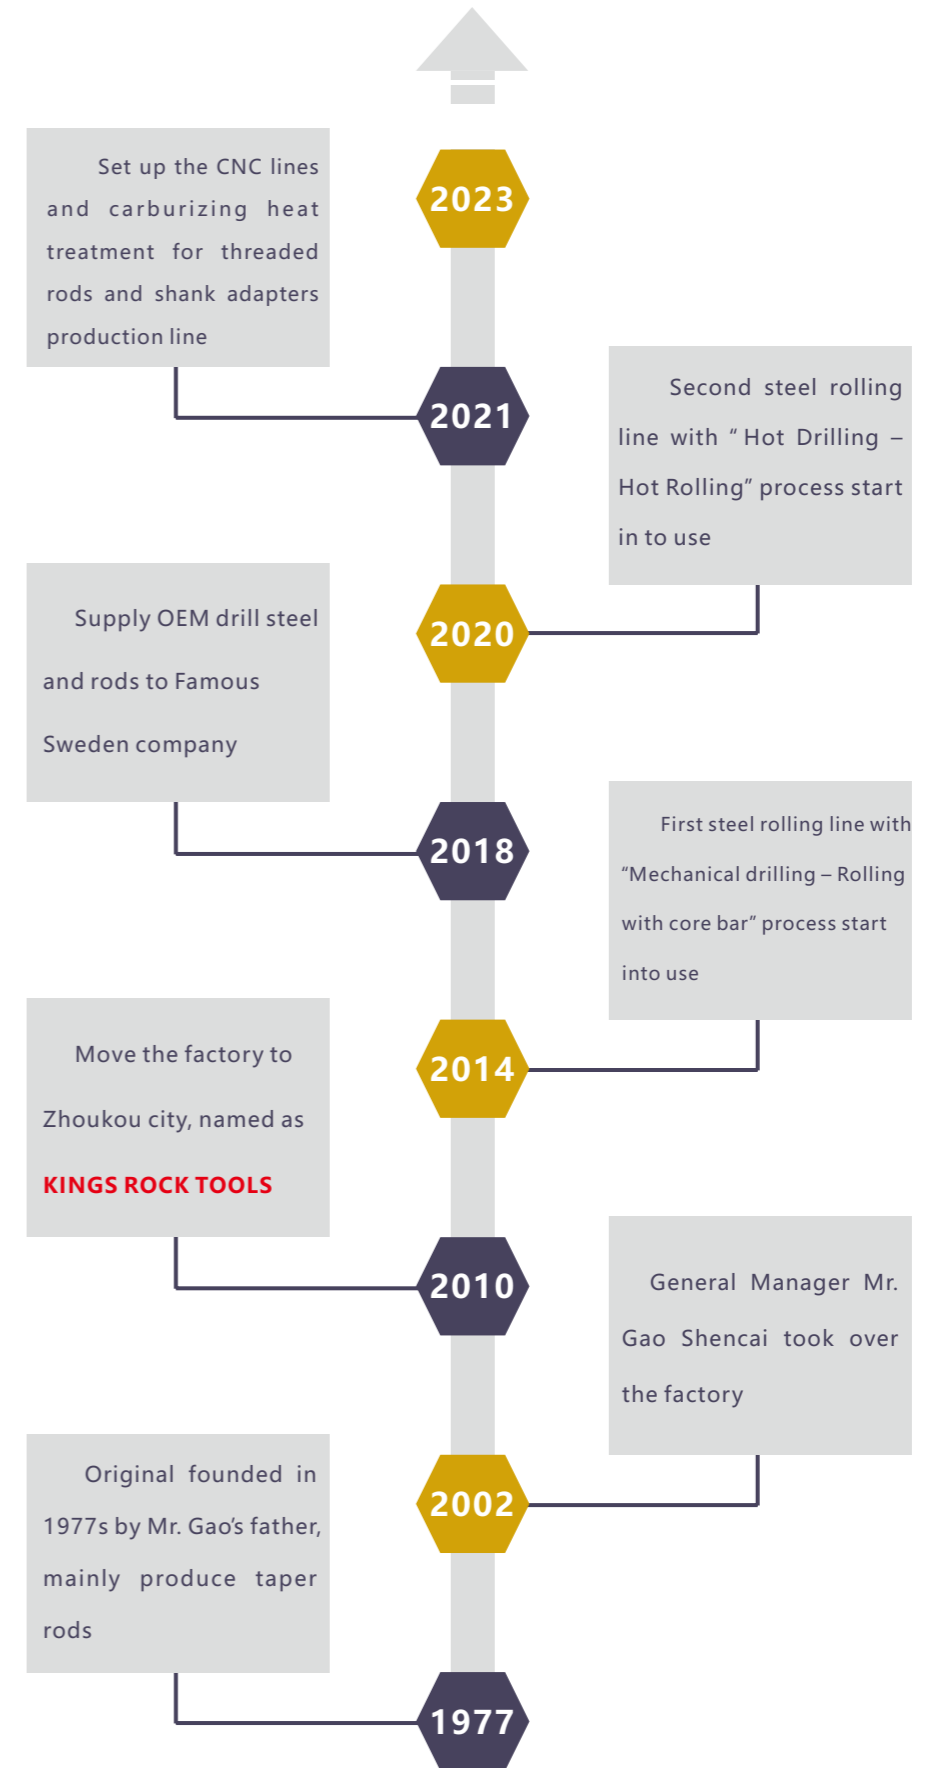 2023
Set up the CNC lines
and carburizing heat
treatment for threaded
rods and shank adapters
production line
2021
Second steel rolling
line with “ Hot Drilling –
Hot Rolling” process start
in to use
2020
Supply OEM drill steel
and rods to Famous
Sweden company
2018
First steel rolling line with
“Mechanical drilling – Rolling
with core bar” process start
into use
2014
Move the factory to
Zhoukou city, named as
KINGS ROCK TOOLS
2010
General Manager Mr.
Gao Shencai took over
the factory
2002
Original founded in
1977s by Mr. Gao’s father,
mainly produce taper
rods
1977